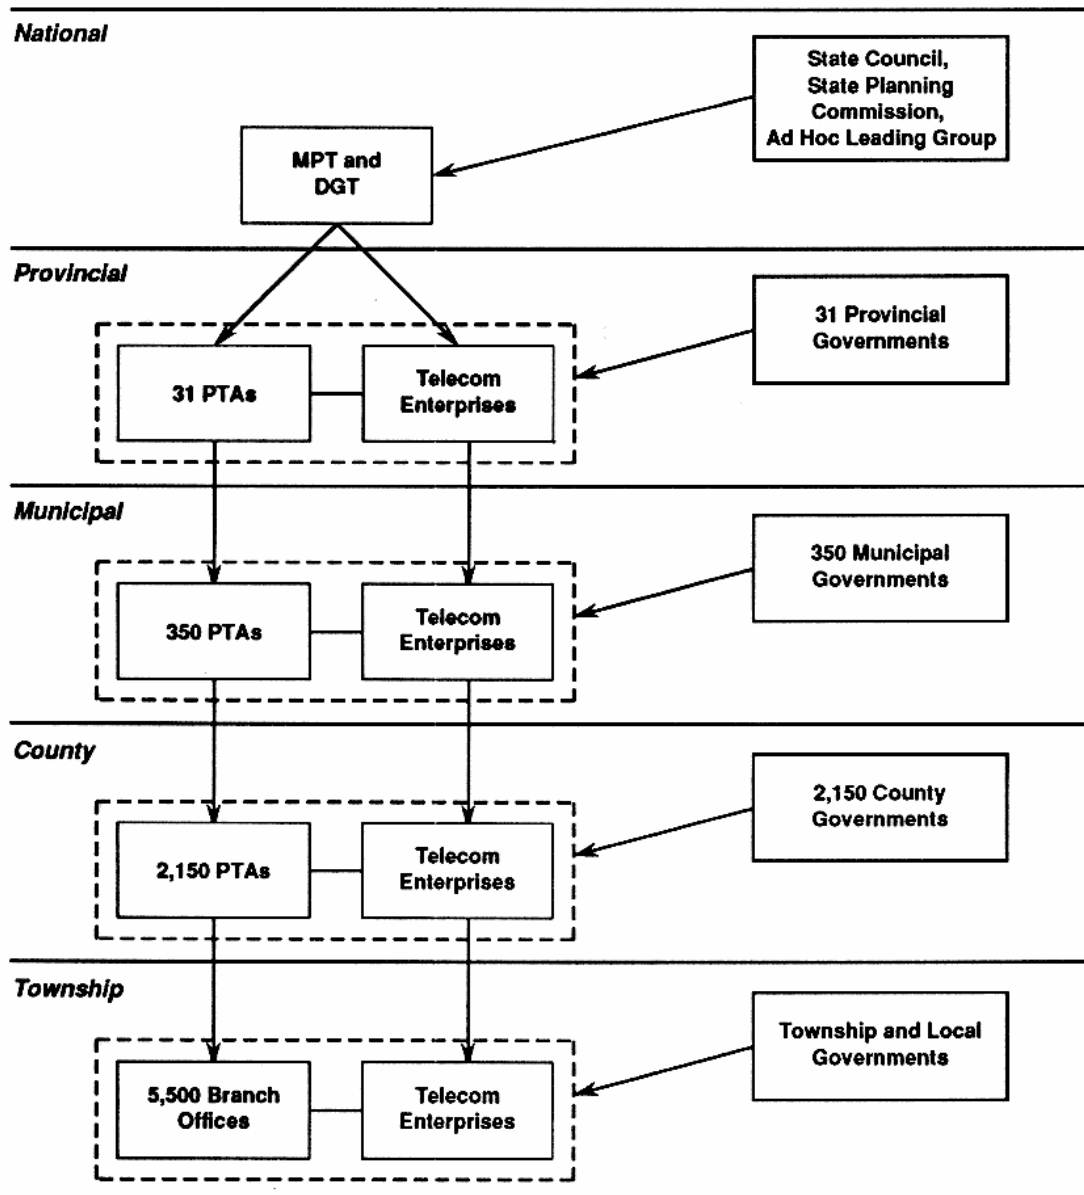 National
State Council,
State Planning
Commission,
Ad Hoc Leading Group
MPT and
DGT
Provincial
31 Provincial
Governments
31 PTAs
Telecom
Enterprises
Municipal
350 Municipal
Governments
350 PTAs
Telecom
Enterprises
County
2,150 County
Governments
2,150 PTAs
Telecom
Enterprises
Township
Township and Local
Governments
5,500 Branch
Offices
Telecom
Enterprises